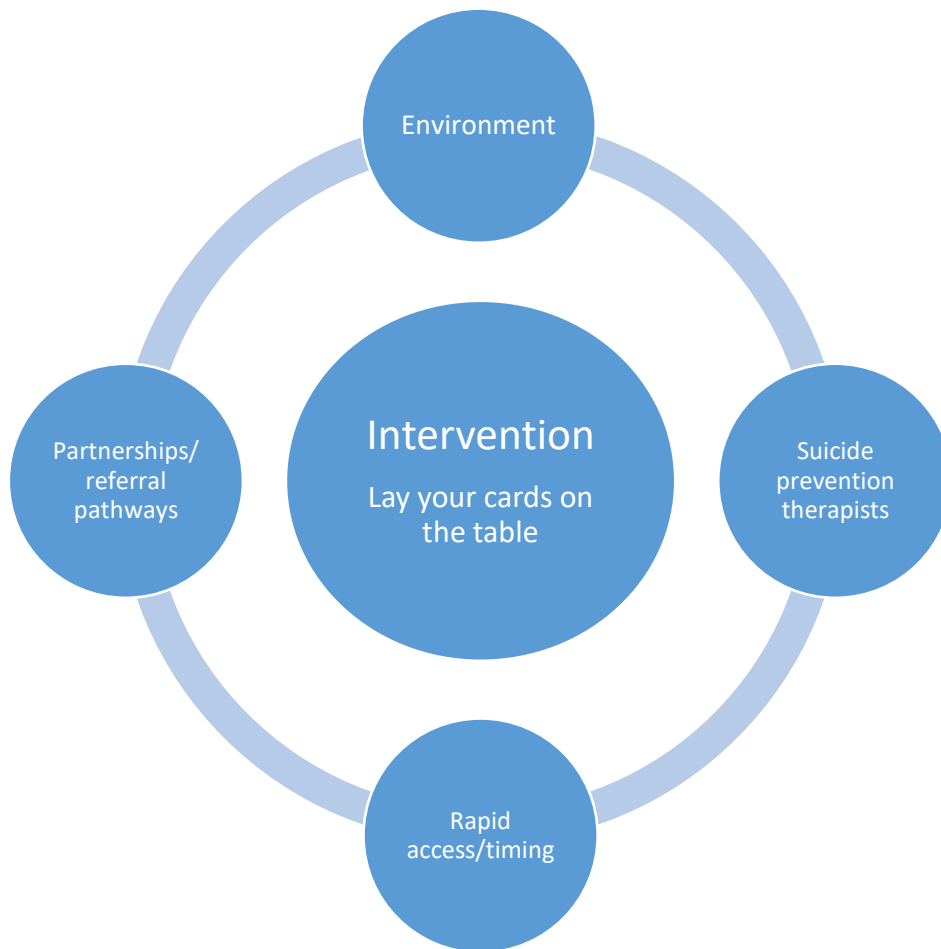 Environment
Partnerships/
referral
pathways
Intervention
Lay your cards on
the table
Suicide
prevention
therapists
Rapid
access/timing